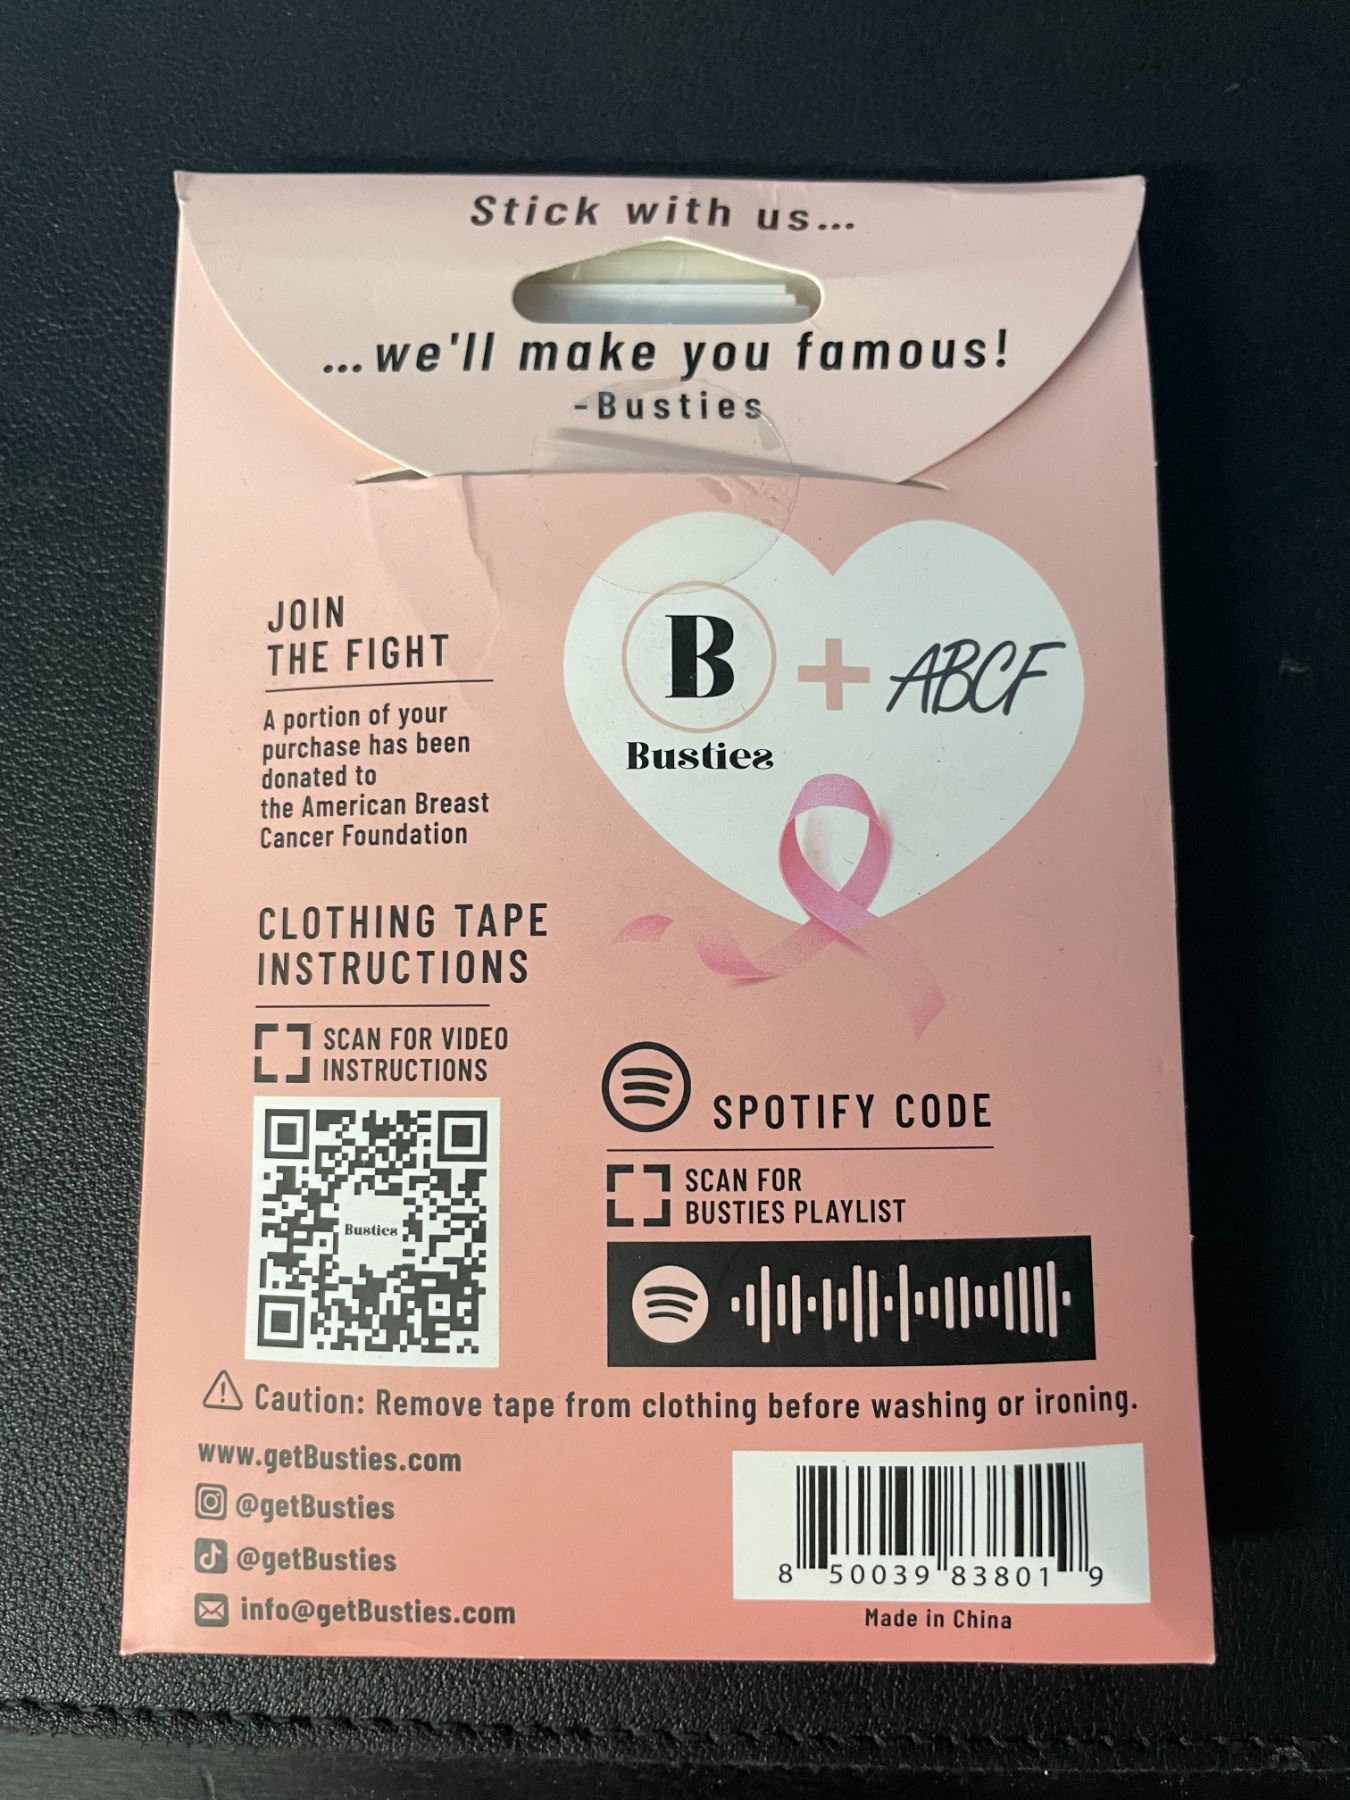 Stick with us...
...we'll make you famous!
-Busties
JOIN
THE FIGHT
A portion of your
purchase has been
donated to
the American Breast
Cancer Foundation
B + ABCF
Busties
CLOTHING TAPE
INSTRUCTIONS
SCAN FOR VIDEO
INSTRUCTIONS
Busties
SPOTIFY CODE
SCAN FOR
BUSTIES PLAYLIST
Caution: Remove tape from clothing before washing or ironing.
www.getBusties.com
@getBusties
@getBusties
info@getBusties.com
8 50039 83801 9
Made in China